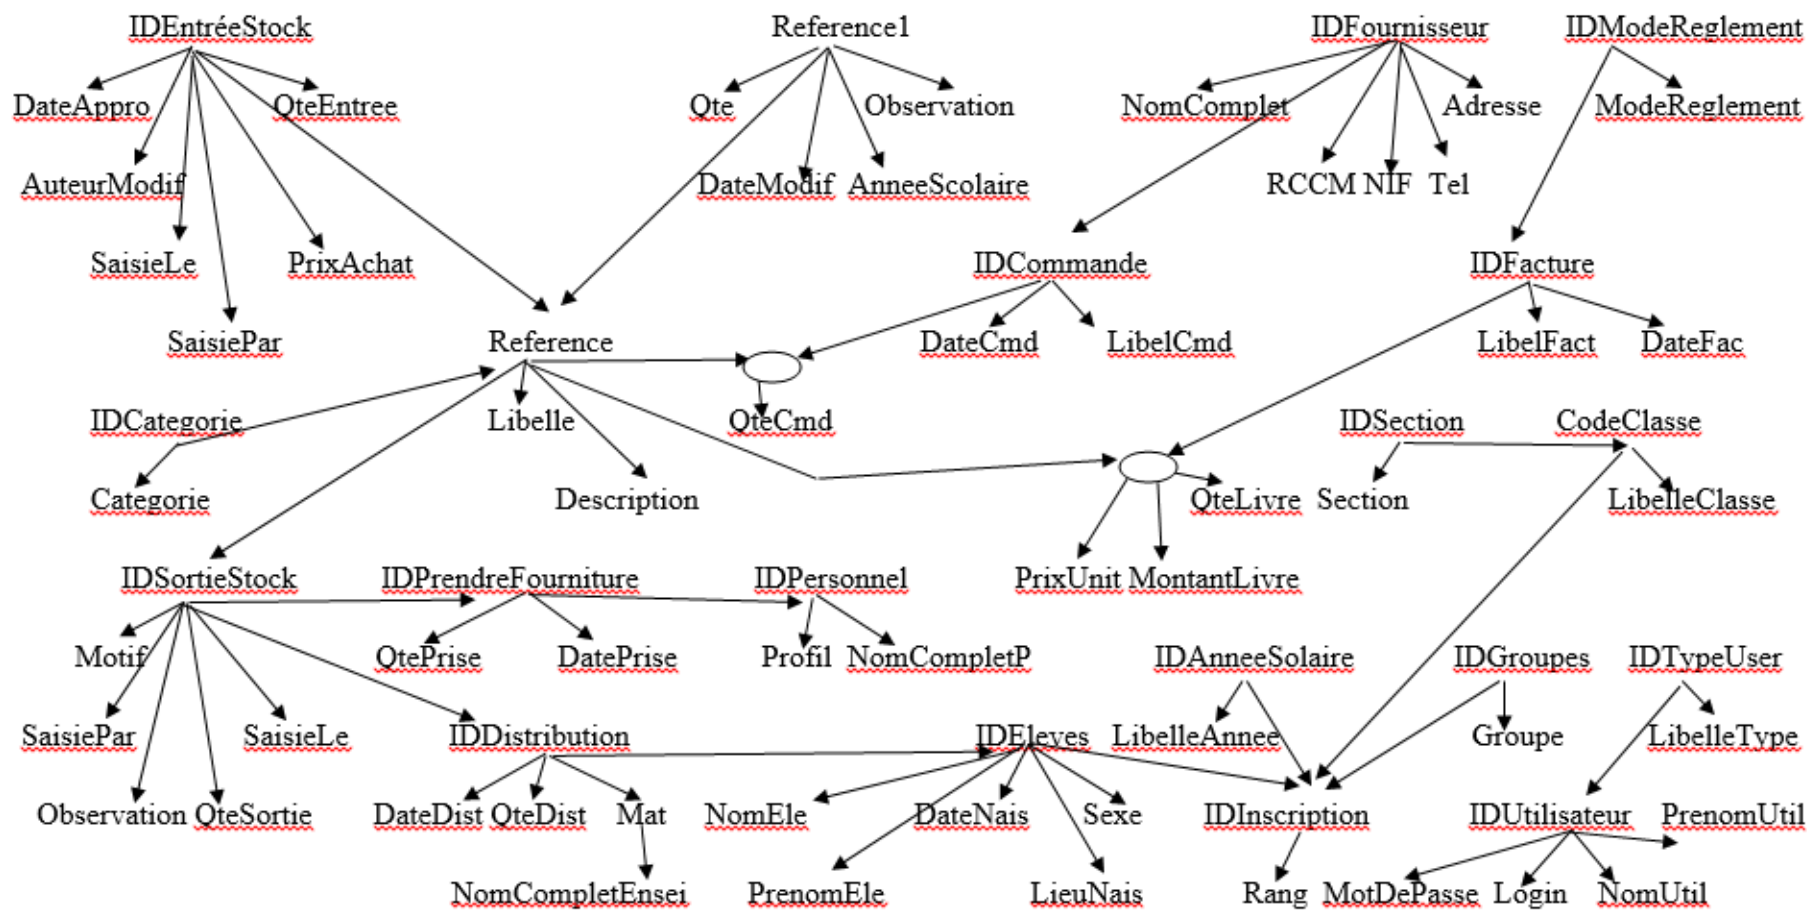 IDEntréeStock Reference1 IDFournisseur IDModeReglement
DateAppro QteEntree Qte Observation NomComplet Adresse ModeReglement
AuteurModif DateModif AnneeScolaire RCCM NIF Tel
SaisieLe PrixAchat IDCommande IDFacture
SaisiePar Reference DateCmd LibelCmd LibelFact DateFac
IDCategorie Libelle QteCmd IDSection CodeClasse
Categorie Description QteLivre Section LibelleClasse
IDSortieStock IDPrendreFourniture IDPersonnel PrixUnit MontantLivre
Motif QtePrise DatePrise Profil NomCompletP IDAnneeSolaire IDGroupes IDTypeUser
SaisiePar SaisieLe IDDistribution IDEleves LibelleAnnee Groupe LibelleType
Observation QteSortie DateDist QteDist Mat NomEle DateNais Sexe IDInscription IDUtilisateur PrenomUtil
NomCompletEnsei PrenomEle LieuNais Rang MotDePasse Login NomUtil